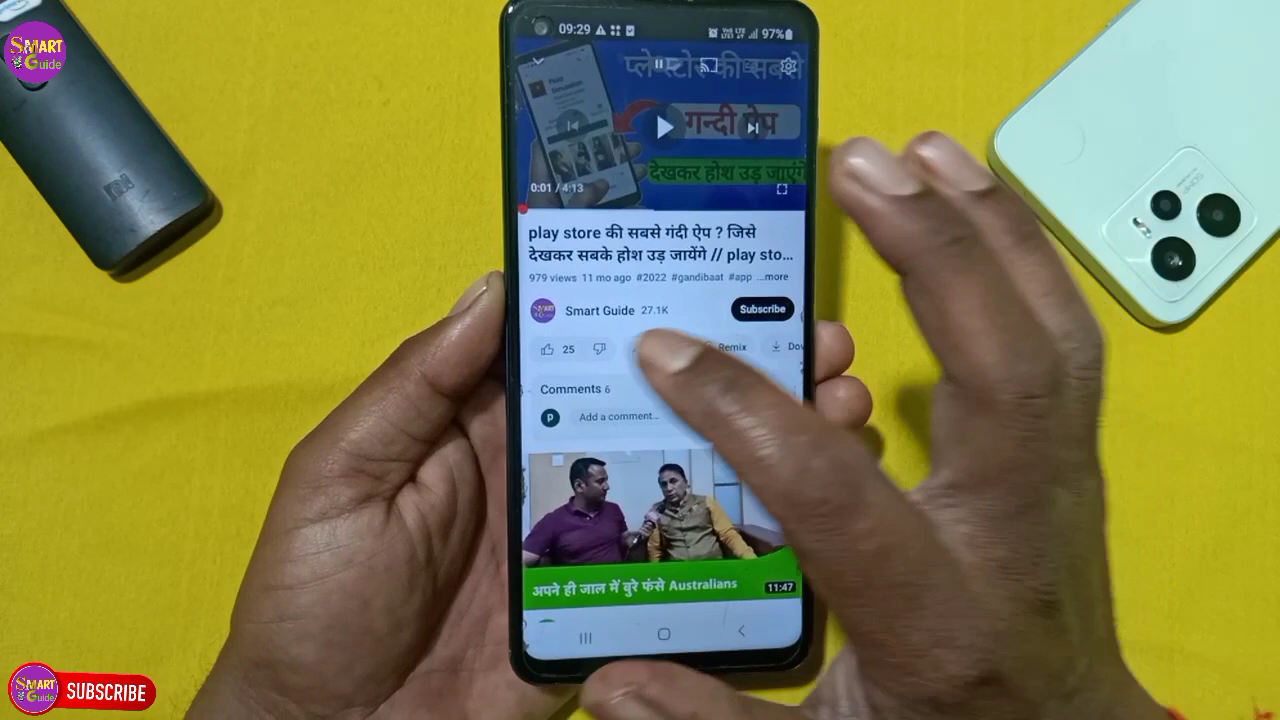 SMART
Guide
09:29
97%
प्ले स्टोर की सबसे
गन्दी ऐप
देखकर होश उड़ जाएंगे
0:01 / 4:13
play store की सबसे गंदी ऐप ? जिसे
देखकर सबके होश उड़ जायेंगे // play sto...
979 views 11 mo ago #2022 #gandibaat #app ...more
Smart Guide 27.1K
Subscribe
25
Remix
Dow
Comments 6
p
Add a comment...
अपने ही जाल में बुरे फंसे Australians
11:47
SMART
Guide
SUBSCRIBE